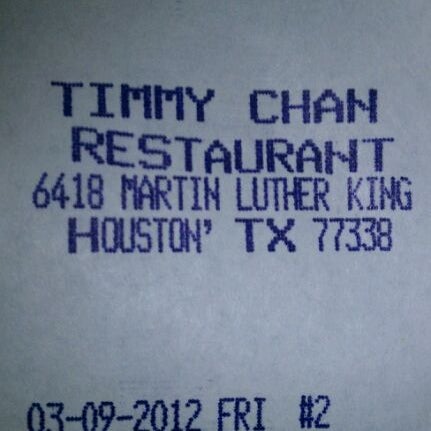 TIMMY CHAN
RESTAURANT
6418 MARTIN LUTHER KING
HOUSTON' TX 77338
03-09-2012 FRI #2